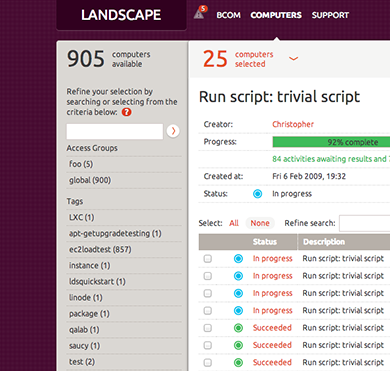 LANDSCAPE
5
BCOM COMPUTERS SUPPORT
905 computers available
Refine your selection by
searching or selecting from the
criteria below: ?
Access Groups
foo (5)
global (900)
Tags
LXC (1)
apt-getupgradetesting (1)
ec2loadtest (857)
instance (1)
ldsquickstart (1)
linode (1)
package (1)
qalab (1)
saucy (1)
test (2)
25 computers selected
Run script: trivial script
Creator: Christopher
Progress: 92% complete
84 activities awaiting results and
Created at: Fri 6 Feb 2009, 19:32
Status: In progress
Select: All None Refine search:
Status Description
In progress Run script: trivial script
In progress Run script: trivial script
In progress Run script: trivial script
In progress Run script: trivial script
Succeeded Run script: trivial script
Succeeded Run script: trivial script
Succeeded Run script: trivial script